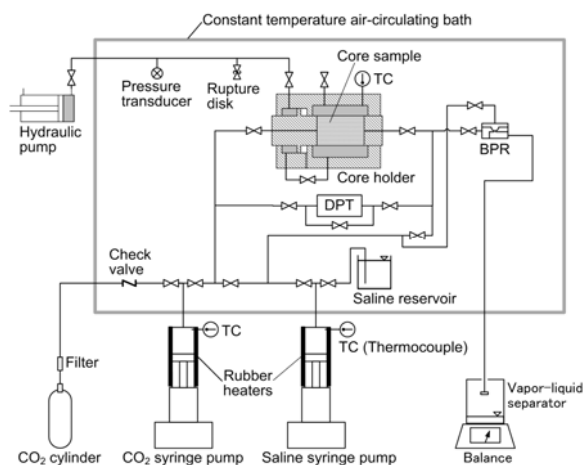 Constant temperature air-circulating bath
Core sample
TC
Pressure
transducer
Rupture
disk
Hydraulic
pump
BPR
Core holder
DPT
Check
valve
Saline reservoir
TC
TC (Thermocouple)
Filter
Rubber
heaters
Vapor-liquid
separator
CO₂ cylinder
CO₂ syringe pump
Saline syringe pump
Balance